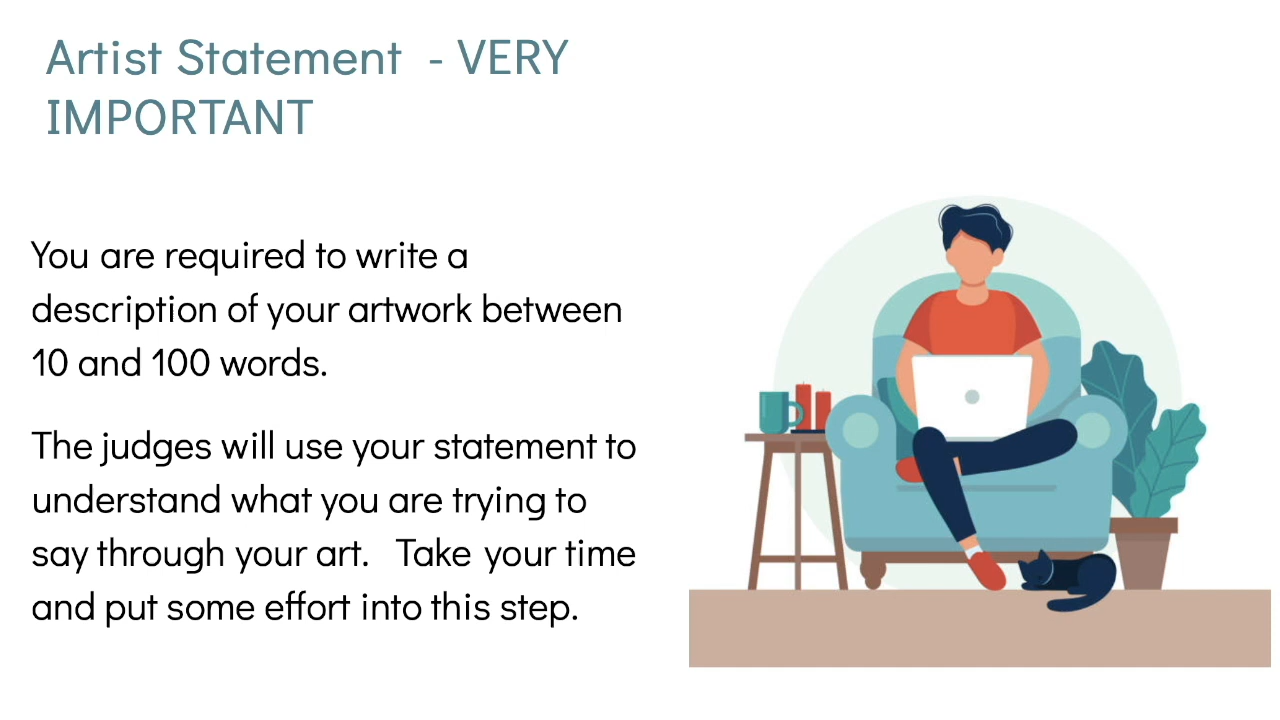 Artist Statement - VERY
IMPORTANT
You are required to write a
description of your artwork between
10 and 100 words.
The judges will use your statement to
understand what you are trying to
say through your art. Take your time
and put some effort into this step.